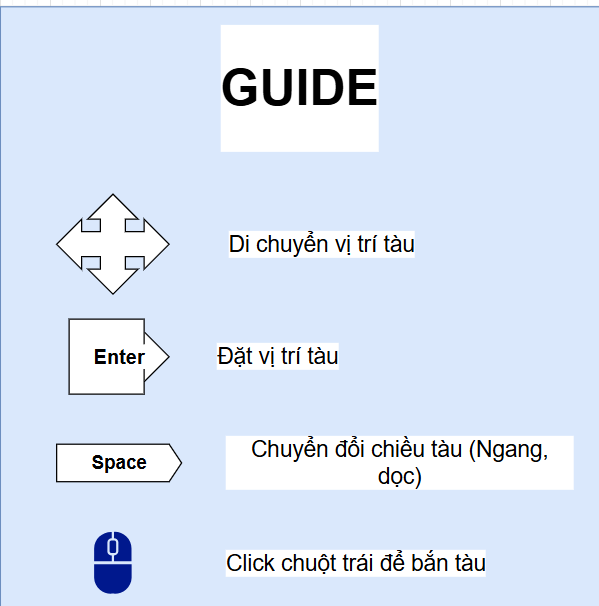 GUIDE
Di chuyển vị trí tàu
Enter
Đặt vị trí tàu
Space
Chuyển đổi chiều tàu (Ngang,
dọc)
Click chuột trái để bắn tàu